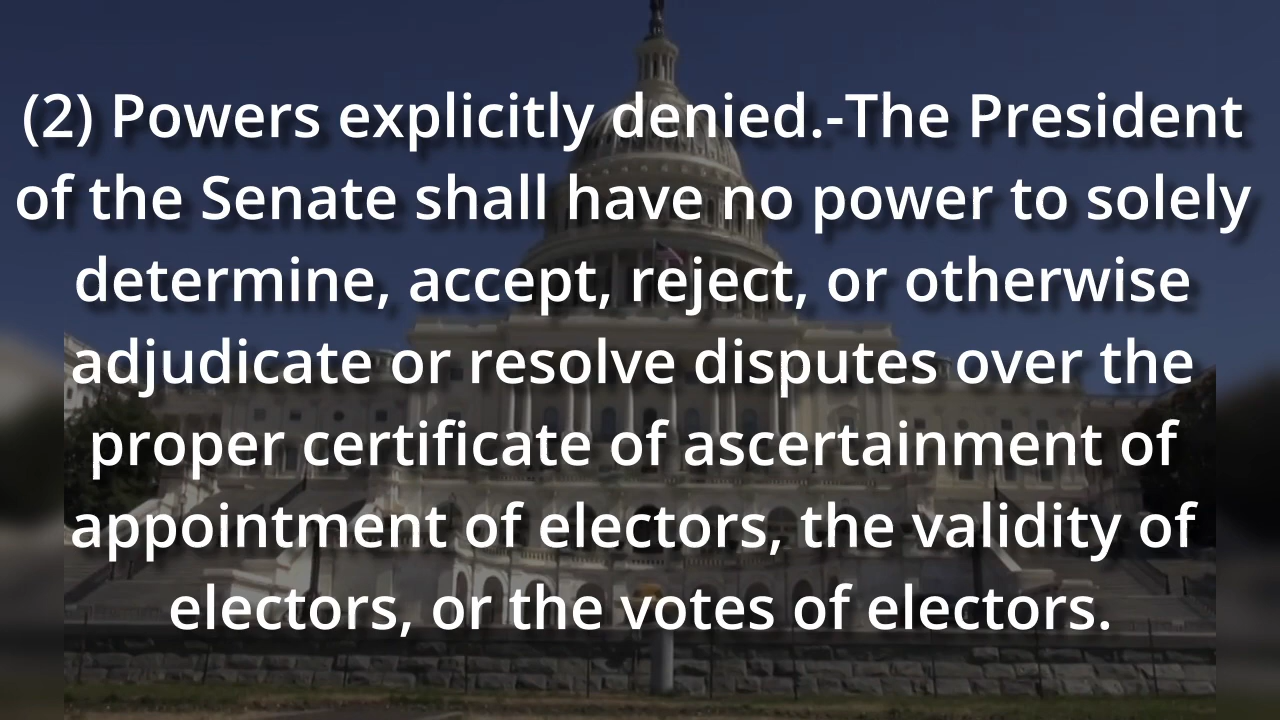 (2) Powers explicitly denied.-The President
of the Senate shall have no power to solely
determine, accept, reject, or otherwise
adjudicate or resolve disputes over the
proper certificate of ascertainment of
appointment of electors, the validity of
electors, or the votes of electors.